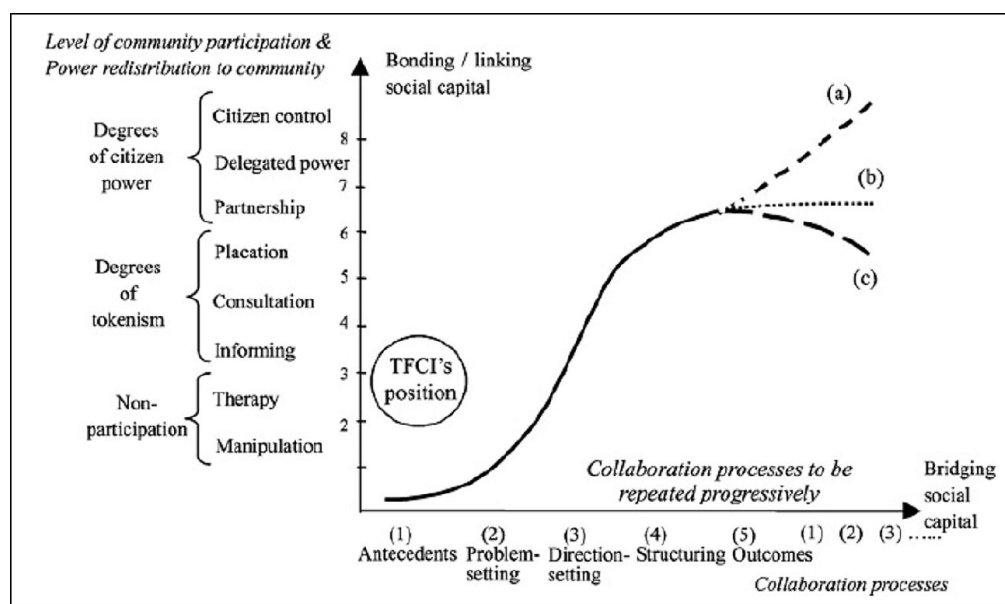 Level of community participation &
Power redistribution to community
Bonding / linking
social capital
Degrees
of citizen
power
Citizen control
Delegated power
Partnership
Degrees
of
tokenism
Placation
Consultation
Informing
Non-
participation
Therapy
Manipulation
8
7
6
5
4
3
2
TFCI's
position
(a)
(b)
(c)
Collaboration processes to be
repeated progressively
Bridging
social
capital
(1) (2) (3) (4) (5) (1) (2) (3) ......
Antecedents Problem- Direction- Structuring Outcomes
setting setting
Collaboration processes